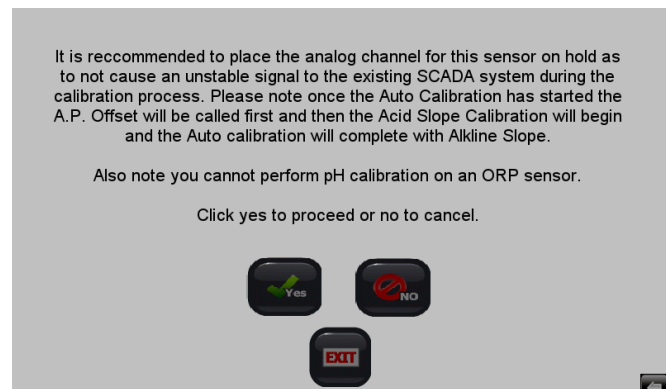 It is reccommended to place the analog channel for this sensor on hold as
to not cause an unstable signal to the existing SCADA system during the
calibration process. Please note once the Auto Calibration has started the
A.P. Offset will be called first and then the Acid Slope Calibration will begin
and the Auto calibration will complete with Alkline Slope.
Also note you cannot perform pH calibration on an ORP sensor.
Click yes to proceed or no to cancel.
Yes
NO
EXIT